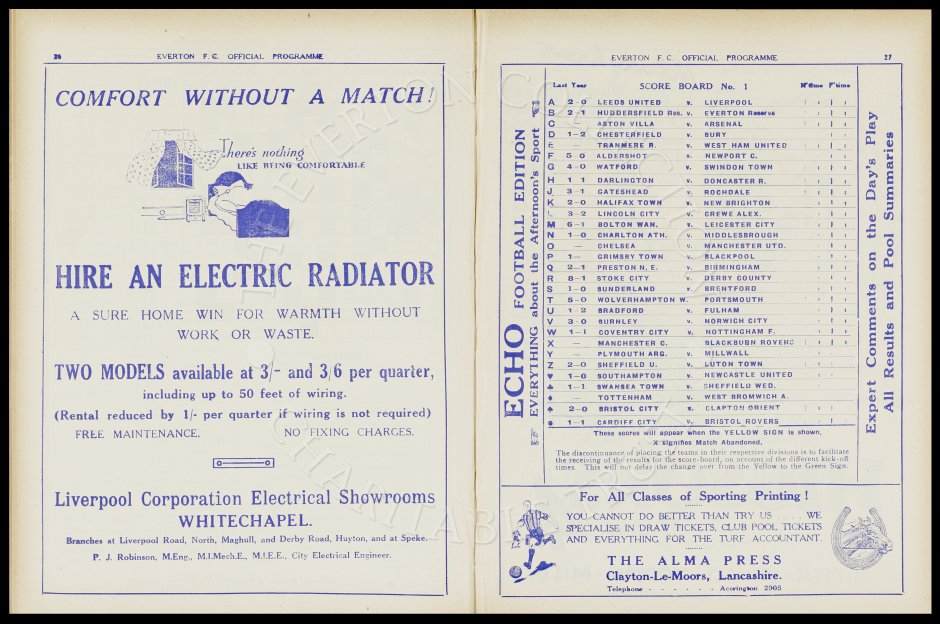 26 EVERTON F.C. OFFICIAL PROGRAMME
COMFORT WITHOUT A MATCH!
There's nothing
LIKE BEING COMFORTABLE
HIRE AN ELECTRIC RADIATOR
A SURE HOME WIN FOR WARMTH WITHOUT
WORK OR WASTE.
TWO MODELS available at 3/- and 3/6 per quarter,
including up to 50 feet of wiring.
(Rental reduced by 1/- per quarter if wiring is not required)
FREE MAINTENANCE. NO FIXING CHARGES.
Liverpool Corporation Electrical Showrooms
WHITECHAPEL.
Branches at Liverpool Road, North, Maghull, and Derby Road, Huyton, and at Speke.
P. J. Robinson, M.Eng., M.I.Mech.E., M.I.E.E., City Electrical Engineer.
EVERTON F.C. OFFICIAL PROGRAMME 27
ECHO FOOTBALL EDITION
EVERYTHING about the Afternoon's Sport
Last Year SCORE BOARD No. 1 H'time F'time
A 2-0 LEEDS UNITED v. LIVERPOOL
B 2-1 HUDDERSFIELD Res. v. EVERTON Reserve
C - ASTON VILLA v. ARSENAL
D 1-2 CHESTERFIELD v. BURY
E - TRANMERE R. v. WEST HAM UNITED
F 5-0 ALDERSHOT v. NEWPORT C.
G 4-0 WATFORD v. SWINDON TOWN
H 1-1 DARLINGTON v. DONCASTER R.
J 3-1 GATESHEAD v. ROCHDALE
K 2-0 HALIFAX TOWN v. NEW BRIGHTON
L 3-2 LINCOLN CITY v. CREWE ALEX.
M 6-1 BOLTON WAN. v. LEICESTER CITY
N 1-0 CHARLTON ATH. v. MIDDLESBROUGH
O - CHELSEA v. MANCHESTER UTD.
P 1- GRIMSBY TOWN v. BLACKPOOL
Q 2-1 PRESTON N. E. v. BIRMINGHAM
R 8-1 STOKE CITY v. DERBY COUNTY
S 1-0 SUNDERLAND v. BRENTFORD
T WOLVERHAMPTON W. PORTSMOUTH
U 1-2 BRADFORD v. FULHAM
V 3-0 BURNLEY v. NORWICH CITY
W 1-1 COVENTRY CITY v. NOTTINGHAM F.
X - MANCHESTER C. BLACKBURN ROVERS
Y - PLYMOUTH ARG. v. MILLWALL
Z 2-0 SHEFFIELD U. v. LUTON TOWN
♥ 1-0 SOUTHAMPTON v. NEWCASTLE UNITED
♣ 1-1 SWANSEA TOWN v. SHEFFIELD WED.
♦ - TOTTENHAM v. WEST BROMWICH A.
♠ 2-0 BRISTOL CITY v. CLAPTON ORIENT
● 1-1 CARDIFF CITY v. BRISTOL ROVERS
These scores will appear when the YELLOW SIGN is shown.
X signifies Match Abandoned.
The discontinuance of placing the teams in their respective divisions is to facilitate
the receiving of the results for the score-board, on account of the different kick-off
times. This will not delay the change over from the Yellow to the Green Sign.
Expert Comments on the Day's Play
All Results and Pool Summaries
For All Classes of Sporting Printing!
YOU CANNOT DO BETTER THAN TRY US .... WE
SPECIALISE IN DRAW TICKETS, CLUB POOL TICKETS
AND EVERYTHING FOR THE TURF ACCOUNTANT.
THE ALMA PRESS
Clayton-Le-Moors, Lancashire.
Telephone - - - - - - Accrington 2905